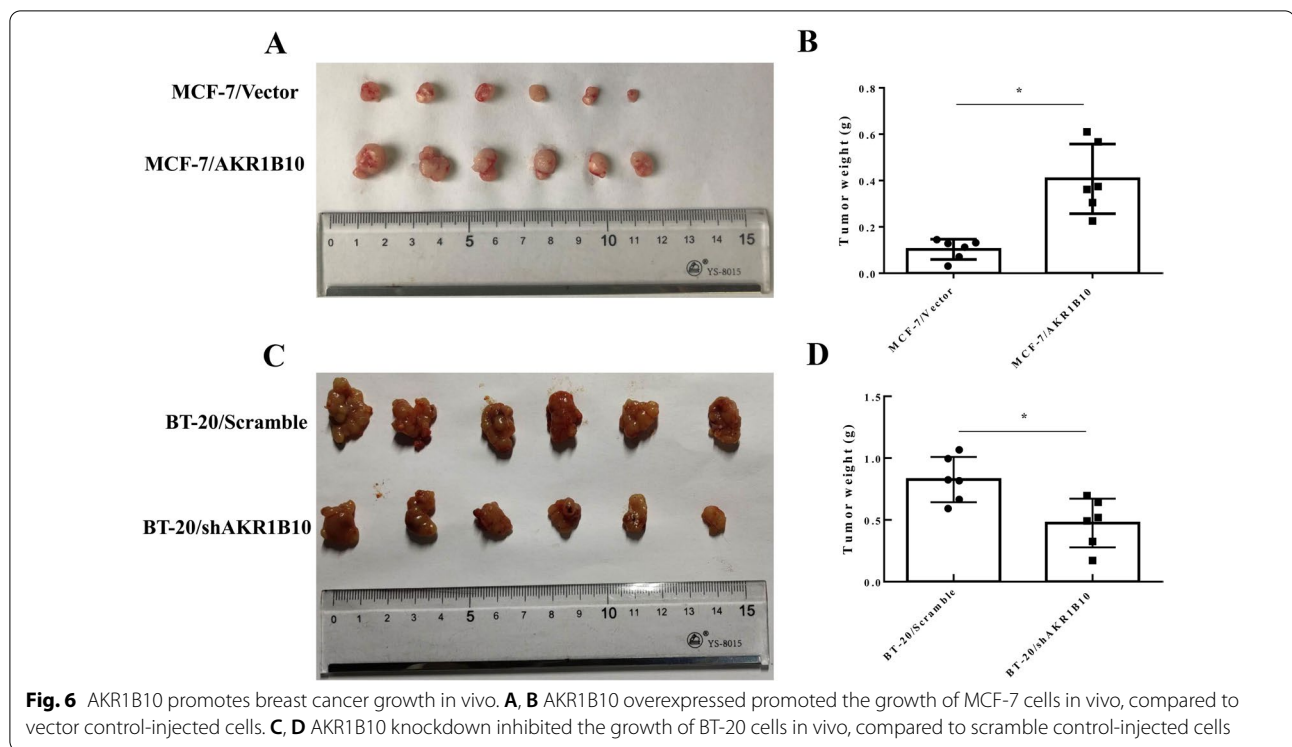 A
MCF-7/Vector
MCF-7/AKR1B10
0 1 2 3 4 5 6 7 8 9 10 11 12 13 14 15
® YS-8015
B
*
Tumor weight (g)
0.8
0.6
0.4
0.2
0.0
MCF-7/Vector
MCF-7/AKR1B10
C
BT-20/Scramble
BT-20/shAKR1B10
0 1 2 3 4 5 6 7 8 9 10 11 12 13 14 15
® YS-8015
D
*
Tumor weight (g)
1.5
1.0
0.5
0.0
BT-20/Scramble
BT-20/shAKR1B10
Fig. 6 AKR1B10 promotes breast cancer growth in vivo. A, B AKR1B10 overexpressed promoted the growth of MCF-7 cells in vivo, compared to
vector control-injected cells. C, D AKR1B10 knockdown inhibited the growth of BT-20 cells in vivo, compared to scramble control-injected cells